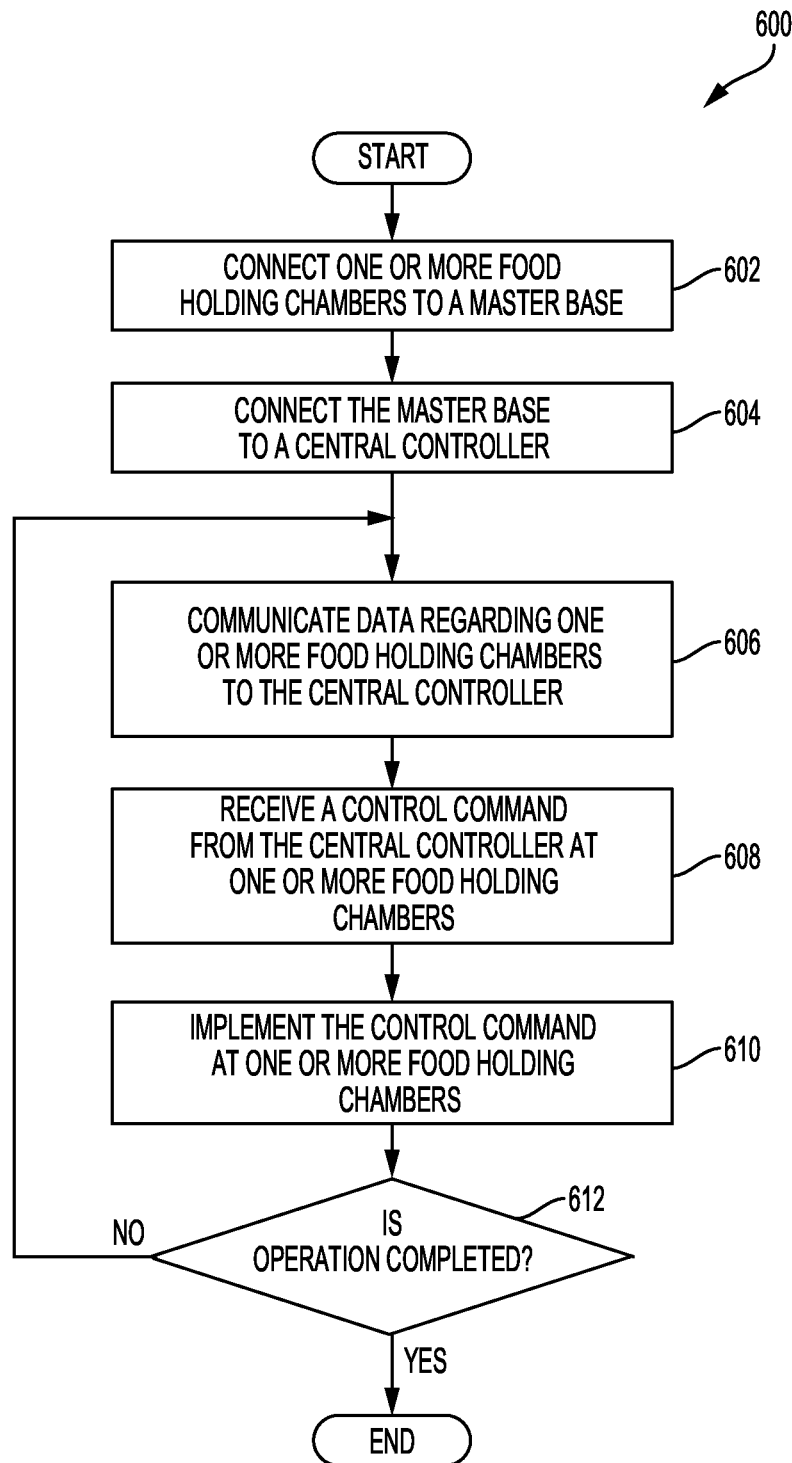 600
START
CONNECT ONE OR MORE FOOD
HOLDING CHAMBERS TO A MASTER BASE
602
CONNECT THE MASTER BASE
TO A CENTRAL CONTROLLER
604
COMMUNICATE DATA REGARDING ONE
OR MORE FOOD HOLDING CHAMBERS
TO THE CENTRAL CONTROLLER
606
RECEIVE A CONTROL COMMAND
FROM THE CENTRAL CONTROLLER AT
ONE OR MORE FOOD HOLDING
CHAMBERS
608
IMPLEMENT THE CONTROL COMMAND
AT ONE OR MORE FOOD HOLDING
CHAMBERS
610
612
IS
OPERATION COMPLETED?
NO
YES
END